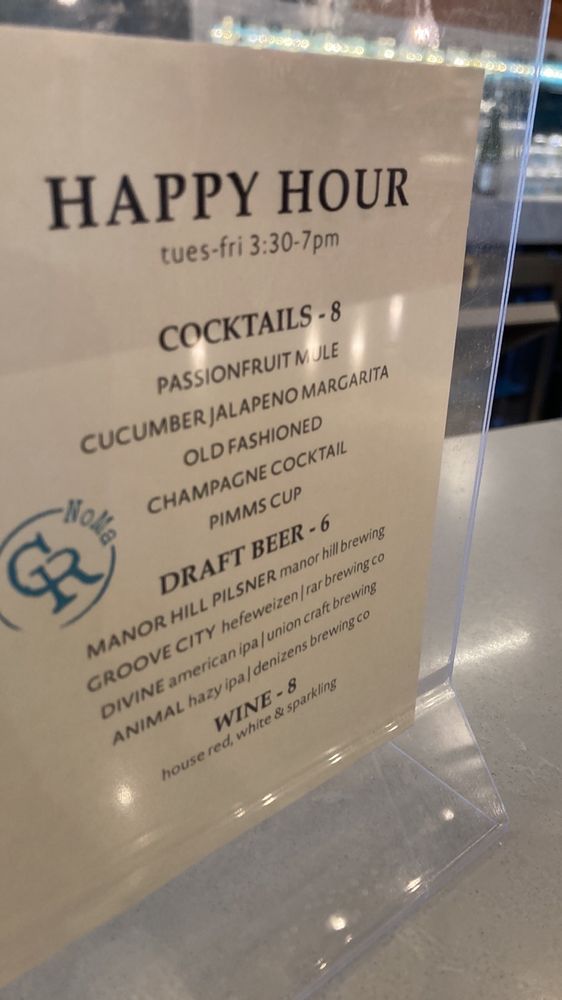 HAPPY HOUR
tues-fri 3:30-7pm
COCKTAILS - 8
PASSIONFRUIT MULE
CUCUMBER JALAPENO MARGARITA
OLD FASHIONED
CHAMPAGNE COCKTAIL
PIMMS CUP
NoMa
GR
DRAFT BEER - 6
MANOR HILL PILSNER manor hill brewing
GROOVE CITY hefeweizen | rar brewing co
DIVINE american ipa | union craft brewing
ANIMAL hazy ipa | denizens brewing co
WINE - 8
house red, white & sparkling